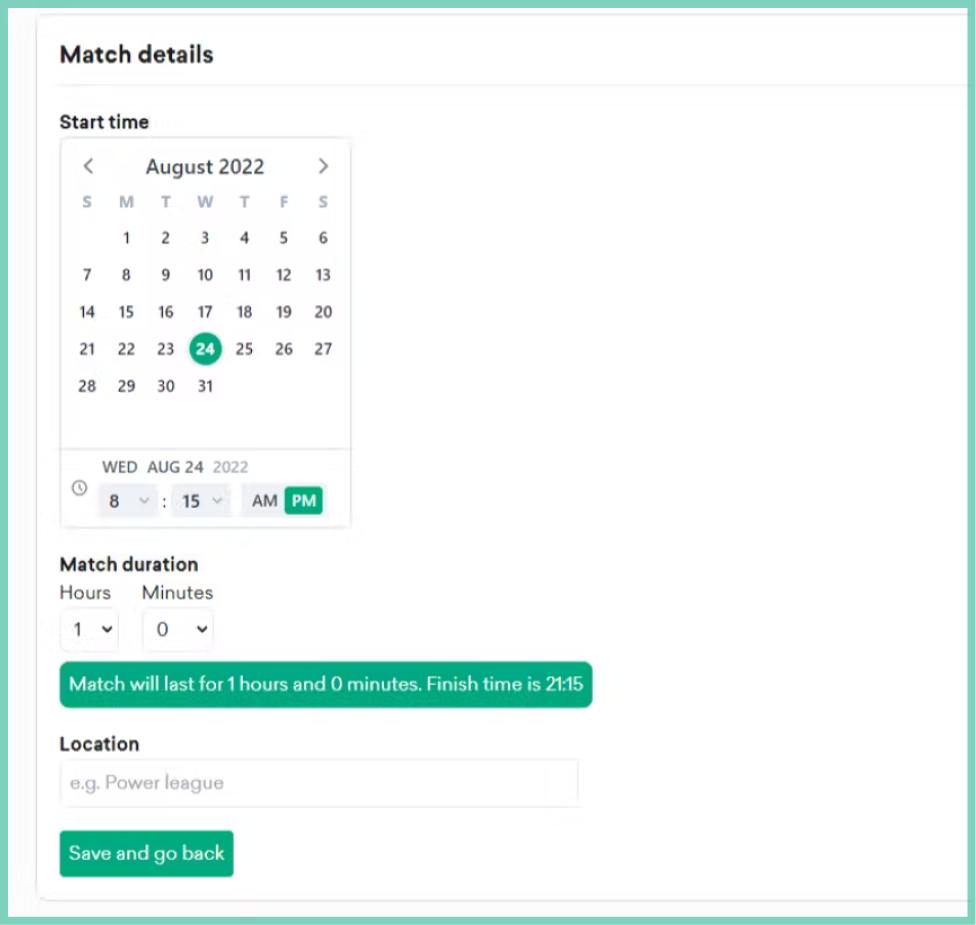 Match details
Start time
August 2022
S M T W T F S
1 2 3 4 5 6
7 8 9 10 11 12 13
14 15 16 17 18 19 20
21 22 23 24 25 26 27
28 29 30 31
WED AUG 24 2022
8 : 15 AM PM
Match duration
Hours Minutes
1 0
Match will last for 1 hours and 0 minutes. Finish time is 21:15
Location
e.g. Power league
Save and go back